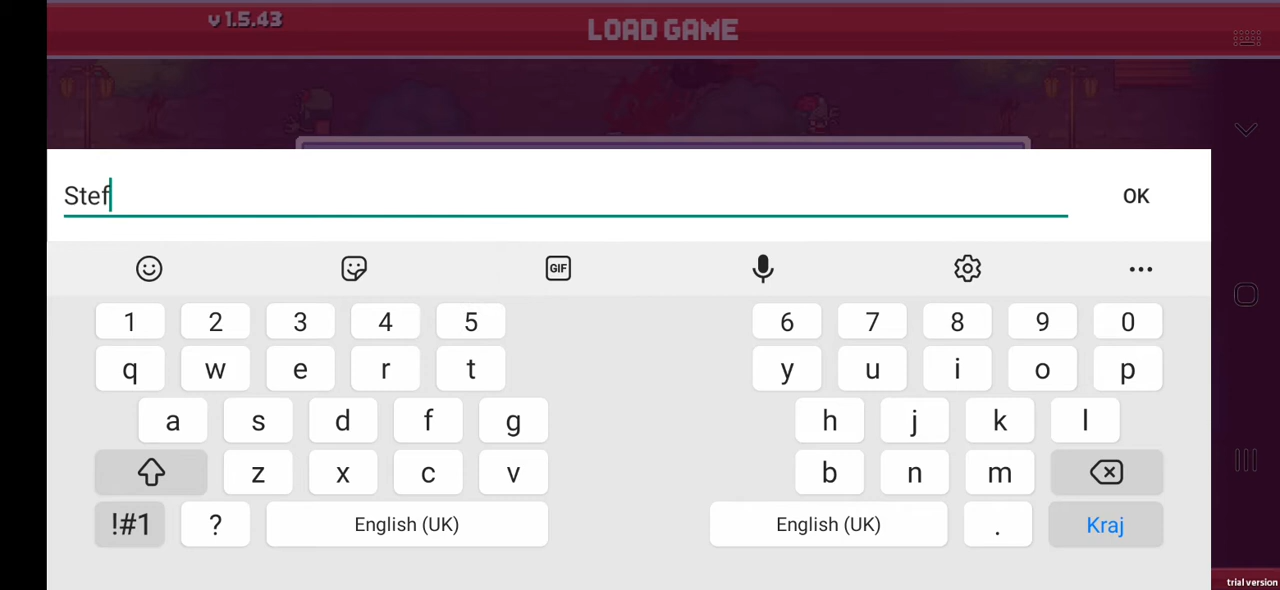 v 1.5.43
LOAD GAME
Stef
OK
GIF
1 2 3 4 5 6 7 8 9 0
q w e r t y u i o p
a s d f g h j k l
z x c v b n m
!#1 ? English (UK) English (UK) . Kraj
trial version